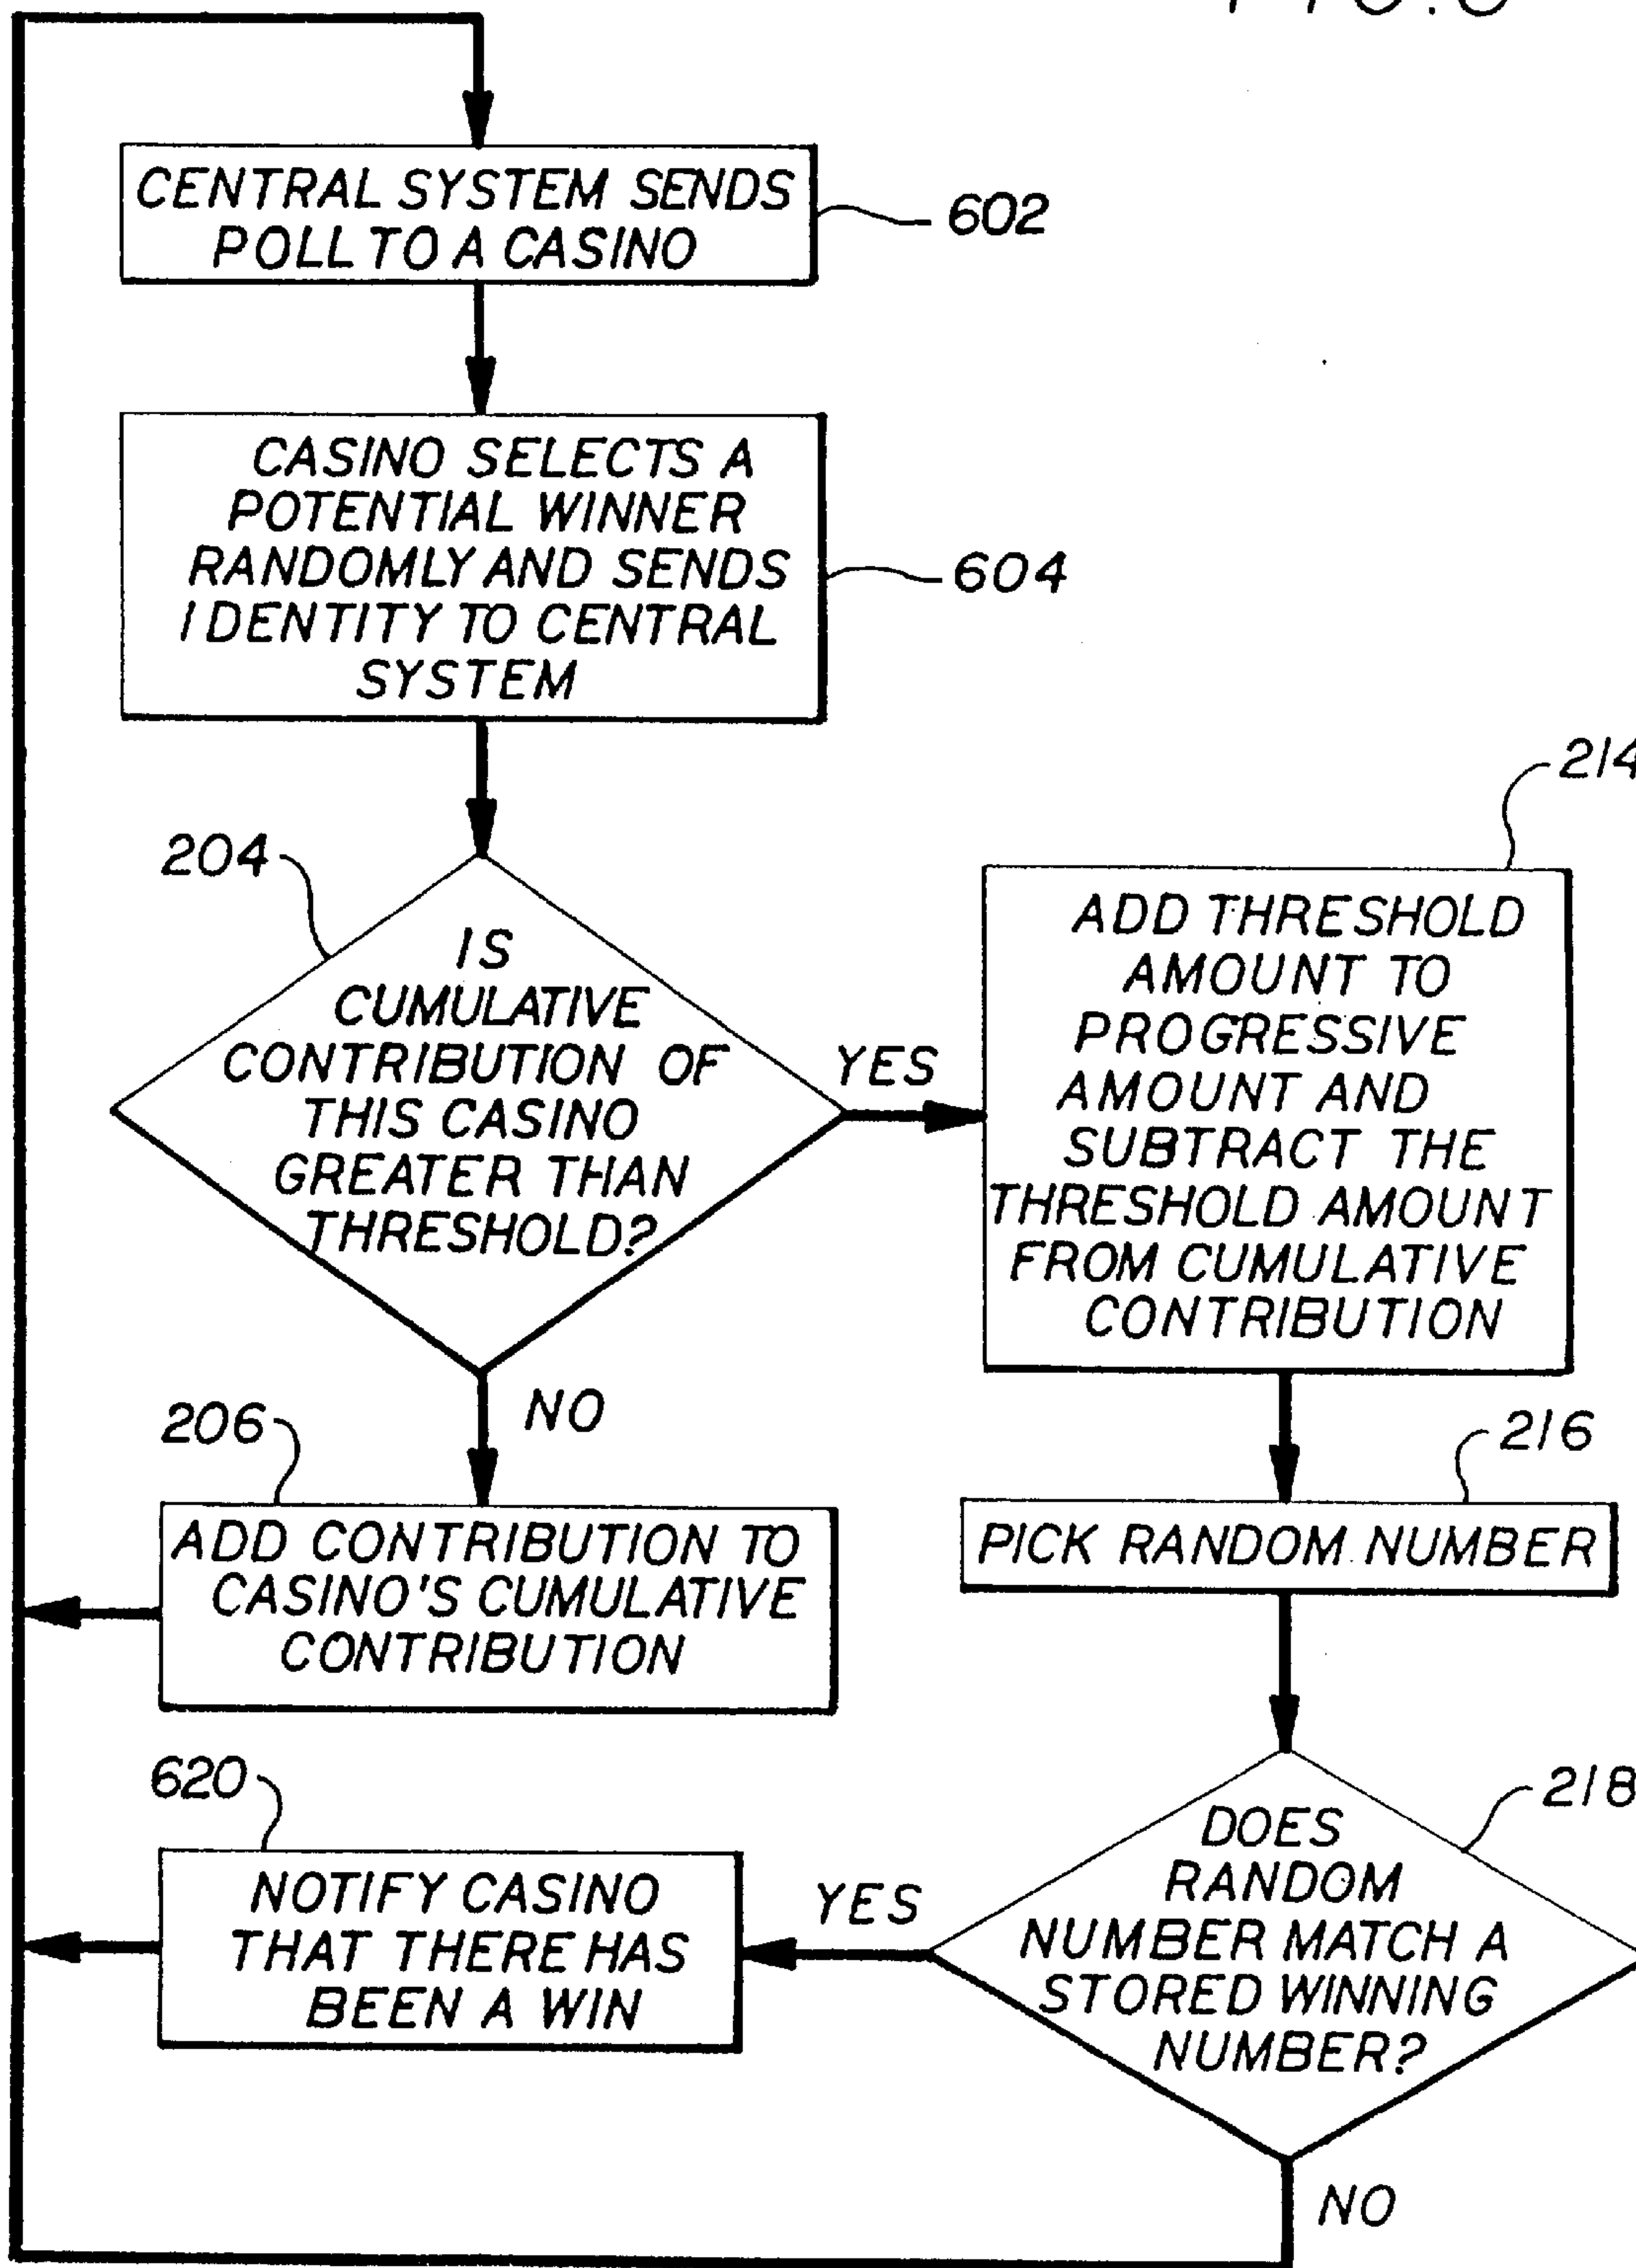 CENTRAL SYSTEM SENDS
POLL TO A CASINO
602
CASINO SELECTS A
POTENTIAL WINNER
RANDOMLY AND SENDS
IDENTITY TO CENTRAL
SYSTEM
604
204
IS
CUMULATIVE
CONTRIBUTION OF
THIS CASINO
GREATER THAN
THRESHOLD?
YES
NO
214
ADD THRESHOLD
AMOUNT TO
PROGRESSIVE
AMOUNT AND
SUBTRACT THE
THRESHOLD AMOUNT
FROM CUMULATIVE
CONTRIBUTION
206
ADD CONTRIBUTION TO
CASINO'S CUMULATIVE
CONTRIBUTION
216
PICK RANDOM NUMBER
218
DOES
RANDOM
NUMBER MATCH A
STORED WINNING
NUMBER?
YES
NO
620
NOTIFY CASINO
THAT THERE HAS
BEEN A WIN